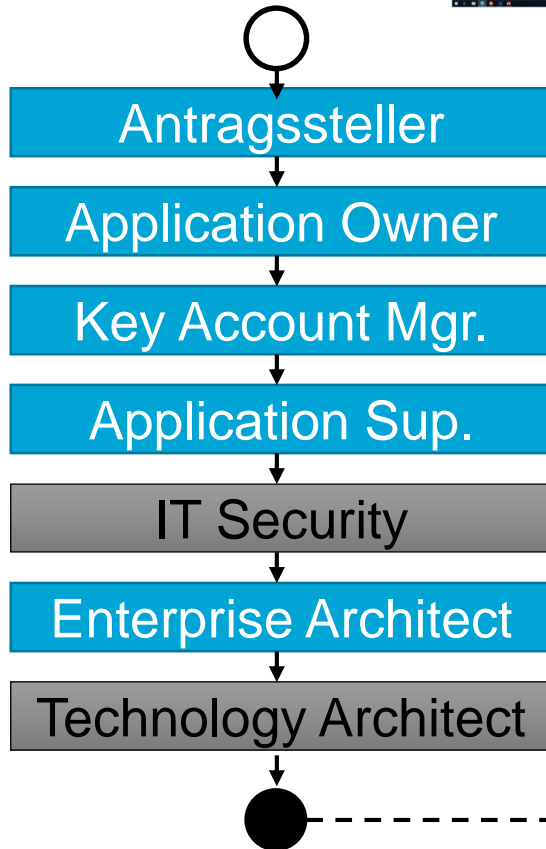 Antragssteller
Application Owner
Key Account Mgr.
Application Sup.
IT Security
Enterprise Architect
Technology Architect